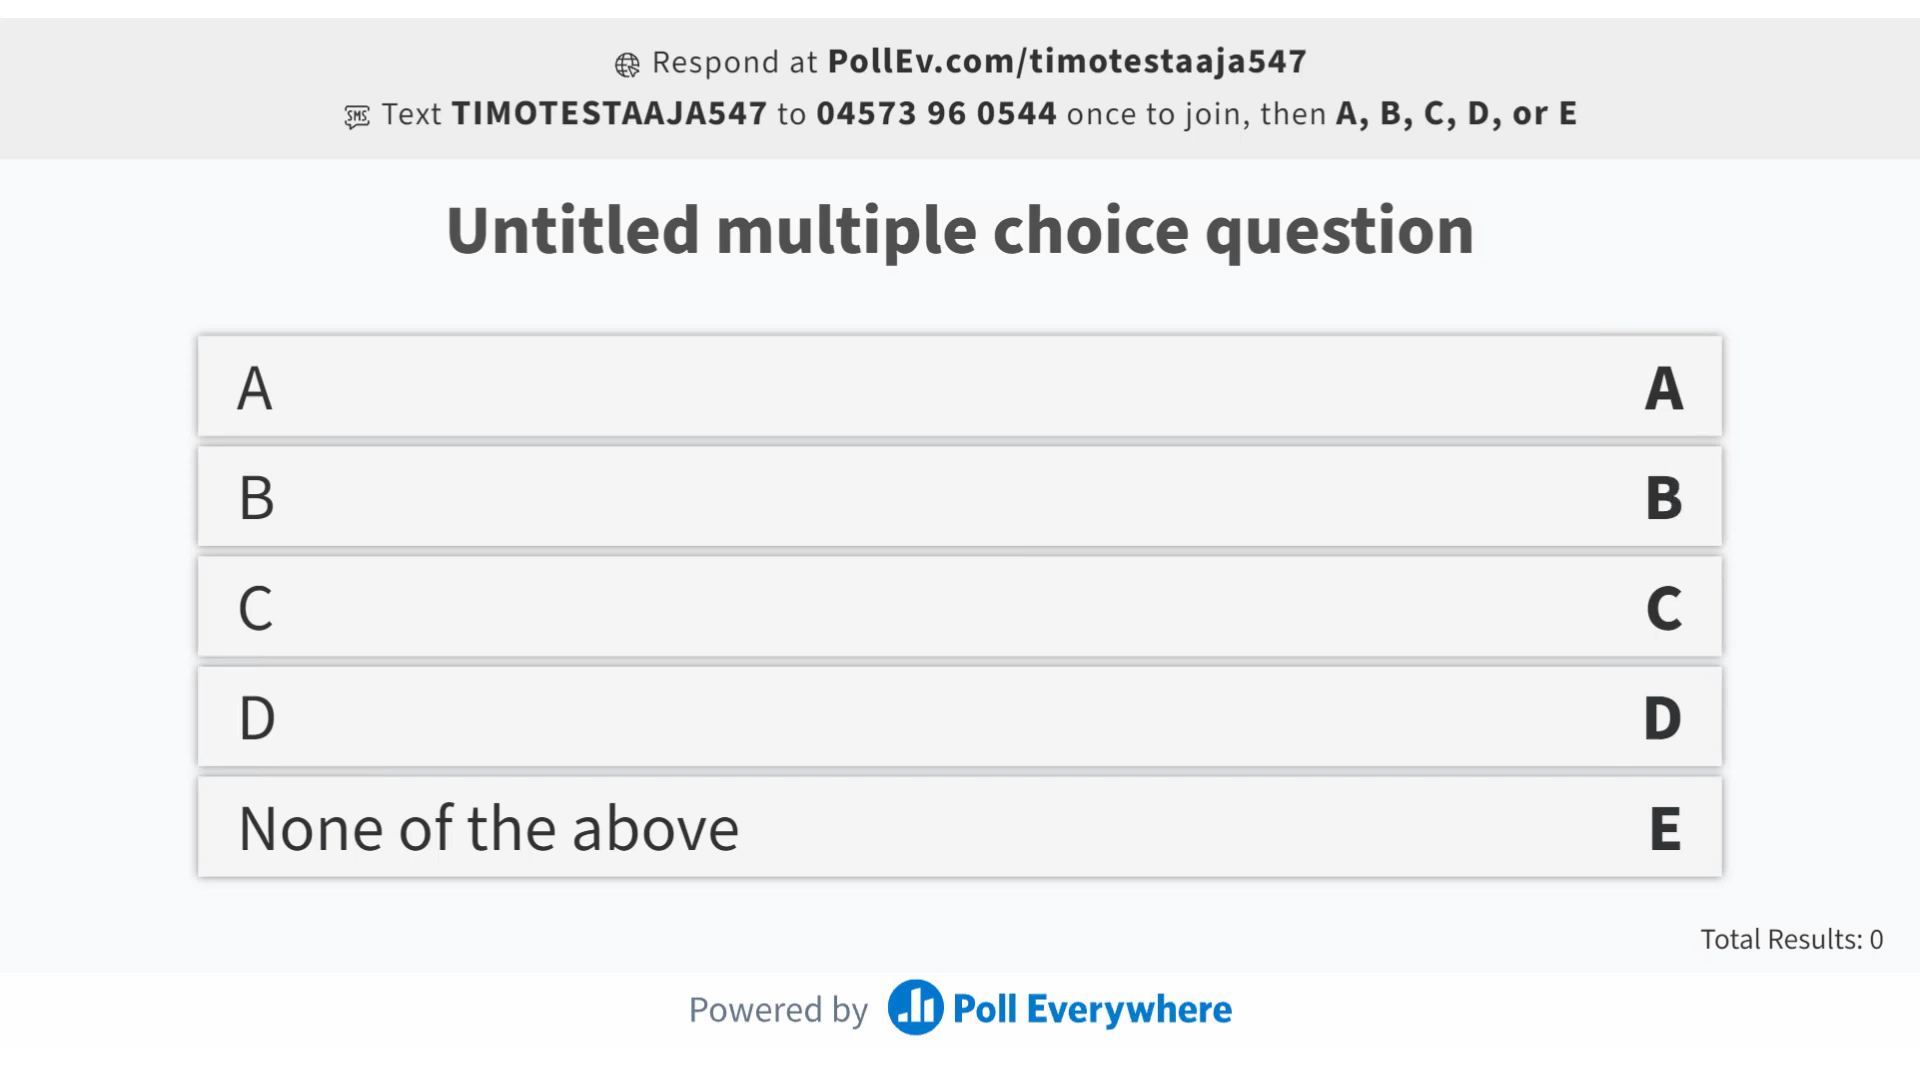 Respond at PollEv.com/timotestaaja547
SMS Text TIMOTESTAAJA547 to 04573 96 0544 once to join, then A, B, C, D, or E
Untitled multiple choice question
A A
B B
C C
D D
None of the above E
Total Results: 0
Powered by Poll Everywhere